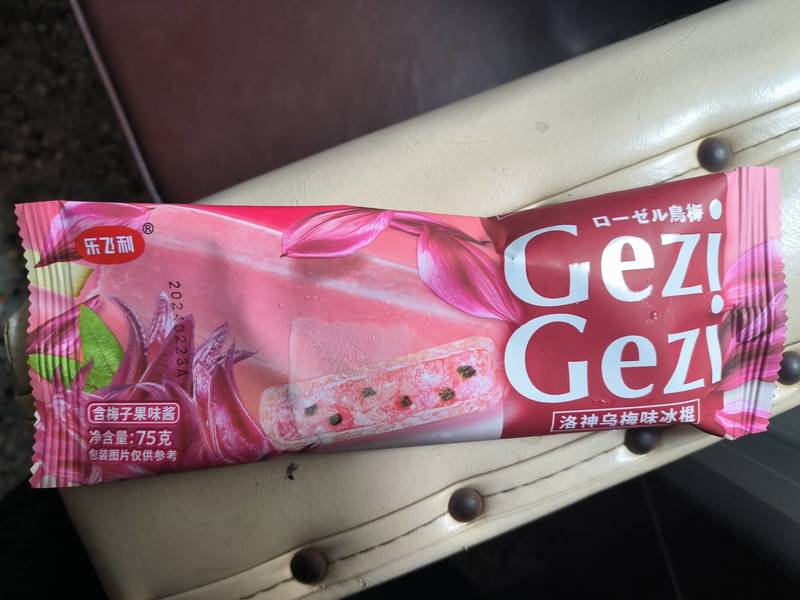 乐飞利®
20240223A
ローゼル烏梅
Gezi
Gezi
洛神乌梅味冰棍
含梅子果味酱
净含量:75克
包装图片仅供参考